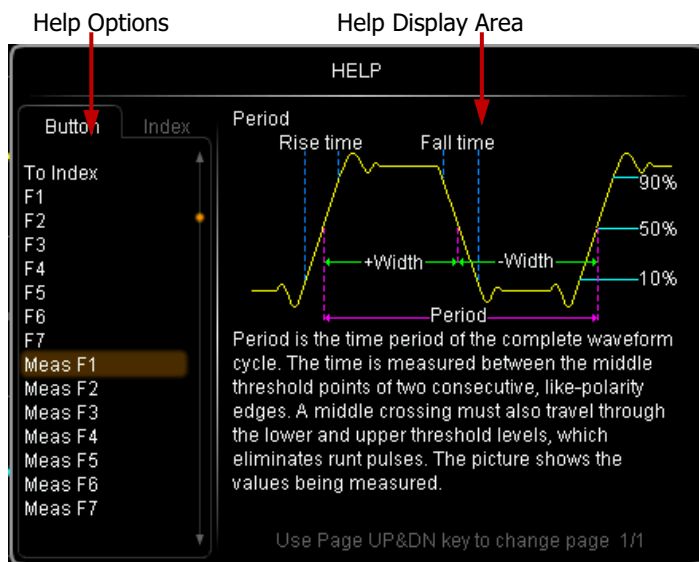 Help Options
Help Display Area
HELP
Button
Index
To Index
F1
F2
F3
F4
F5
F6
F7
Meas F1
Meas F2
Meas F3
Meas F4
Meas F5
Meas F6
Meas F7
Period
Rise time
Fall time
90%
50%
+Width
-Width
10%
Period
Period is the time period of the complete waveform
cycle. The time is measured between the middle
threshold points of two consecutive, like-polarity
edges. A middle crossing must also travel through
the lower and upper threshold levels, which
eliminates runt pulses. The picture shows the
values being measured.
Use Page UP&DN key to change page 1/1